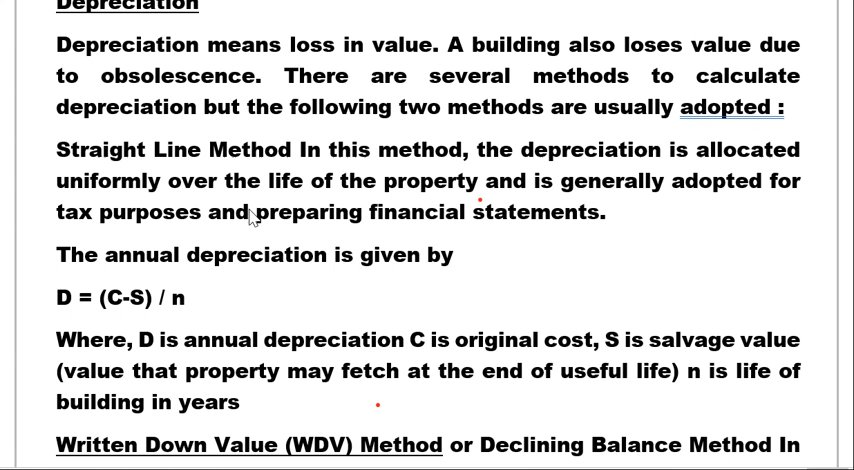 Depreciation
Depreciation means loss in value. A building also loses value due
to obsolescence. There are several methods to calculate
depreciation but the following two methods are usually adopted :
Straight Line Method In this method, the depreciation is allocated
uniformly over the life of the property and is generally adopted for
tax purposes and preparing financial statements.
The annual depreciation is given by
D = (C-S) / n
Where, D is annual depreciation C is original cost, S is salvage value
(value that property may fetch at the end of useful life) n is life of
building in years
Written Down Value (WDV) Method or Declining Balance Method In